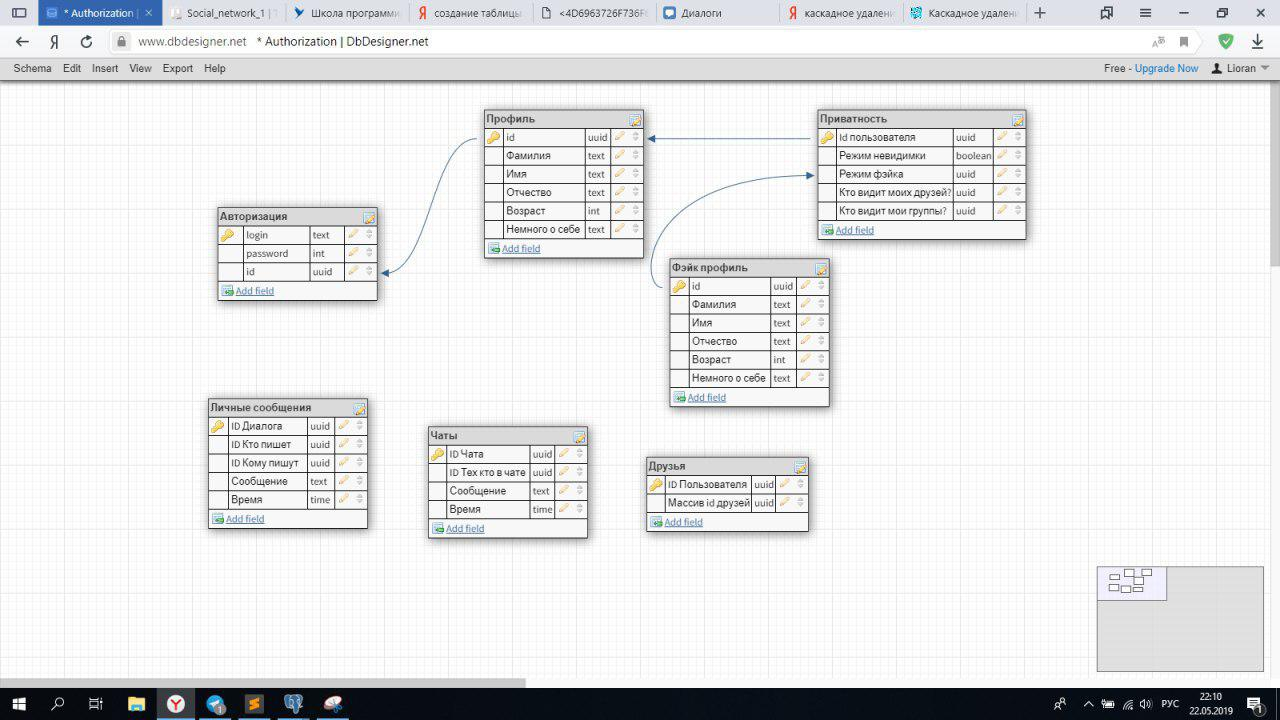 * Authorization |
Social_network_1 |
Школа программи
создание таблицы
<4D6963726F736F6
Диалоги
каскадное удалени
Каскадное удален
www.dbdesigner.net * Authorization | DbDesigner.net
Schema Edit Insert View Export Help
Free - Upgrade Now Lioran
Профиль
id uuid
Фамилия text
Имя text
Отчество text
Возраст int
Немного о себе text
Add field
Приватность
Id пользователя uuid
Режим невидимки boolean
Режим фэйка uuid
Кто видит моих друзей? uuid
Кто видит мои группы? uuid
Add field
Авторизация
login text
password int
id uuid
Add field
Фэйк профиль
id uuid
Фамилия text
Имя text
Отчество text
Возраст int
Немного о себе text
Add field
Личные сообщения
ID Диалога uuid
ID Кто пишет uuid
ID Кому пишут uuid
Сообщение text
Время time
Add field
Чаты
ID Чата uuid
ID Тех кто в чате uuid
Сообщение text
Время time
Add field
Друзья
ID Пользователя uuid
Массив id друзей uuid
Add field
РУС
22:10
22.05.2019